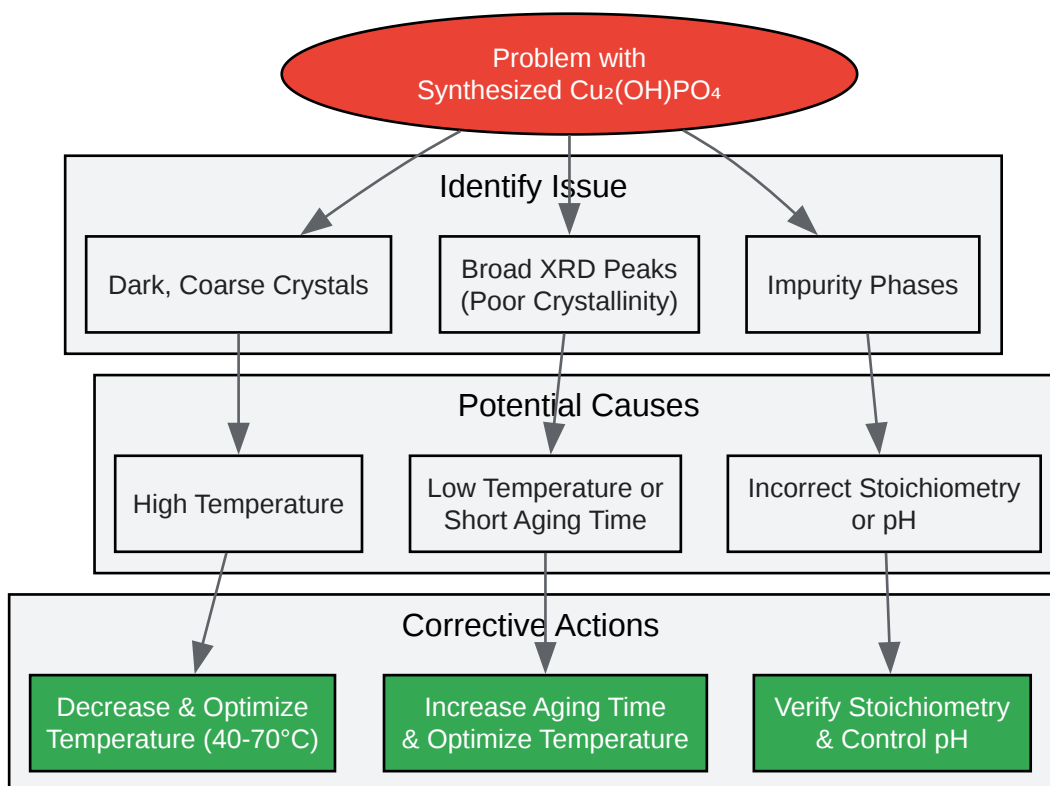 Problem with
Synthesized Cu₂(OH)PO₄
Identify Issue
Dark, Coarse Crystals
Broad XRD Peaks
(Poor Crystallinity)
Impurity Phases
Potential Causes
High Temperature
Low Temperature or
Short Aging Time
Incorrect Stoichiometry
or pH
Corrective Actions
Decrease & Optimize
Temperature (40-70°C)
Increase Aging Time
& Optimize Temperature
Verify Stoichiometry
& Control pH